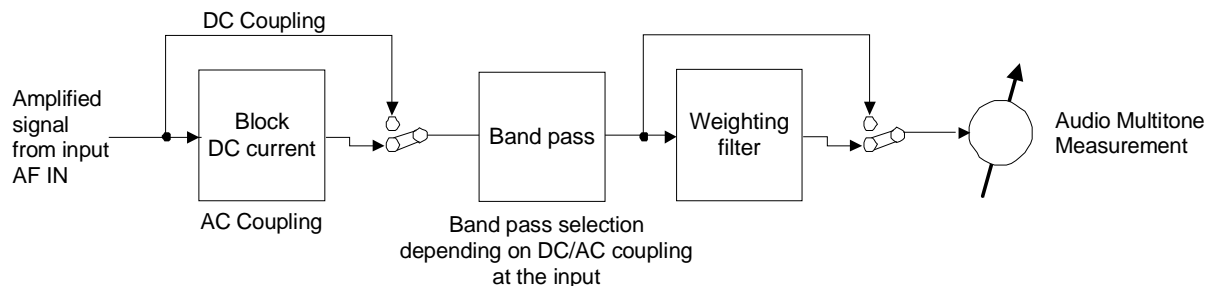 DC Coupling
Amplified
signal
from input
AF IN
Block
DC current
AC Coupling
Band pass
Band pass selection
depending on DC/AC coupling
at the input
Weighting
filter
Audio Multitone
Measurement